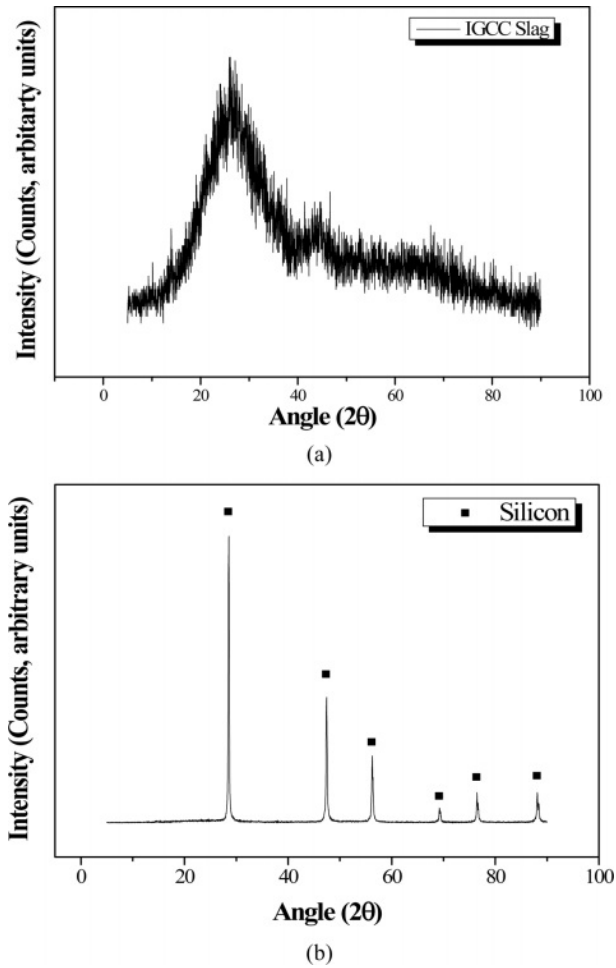 IGCC Slag
Intensity (Counts, arbitarty units)
0 20 40 60 80 100
Angle (2θ)
(a)
Silicon
Intensity (Counts, arbitrary units)
0 20 40 60 80 100
Angle (2θ)
(b)